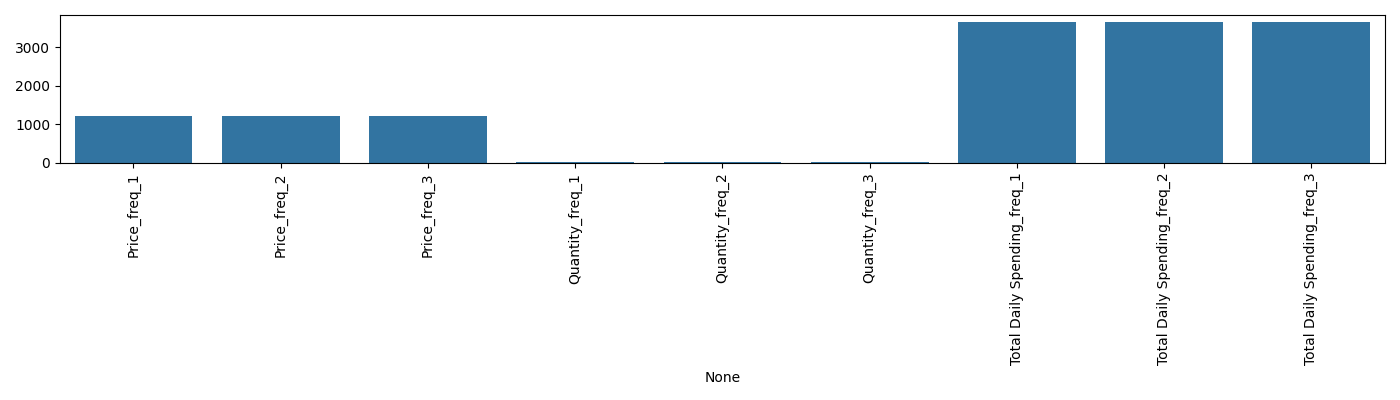 3000
2000
1000
0
Price_freq_1
Price_freq_2
Price_freq_3
Quantity_freq_1
Quantity_freq_2
Quantity_freq_3
Total Daily Spending_freq_1
Total Daily Spending_freq_2
Total Daily Spending_freq_3
None